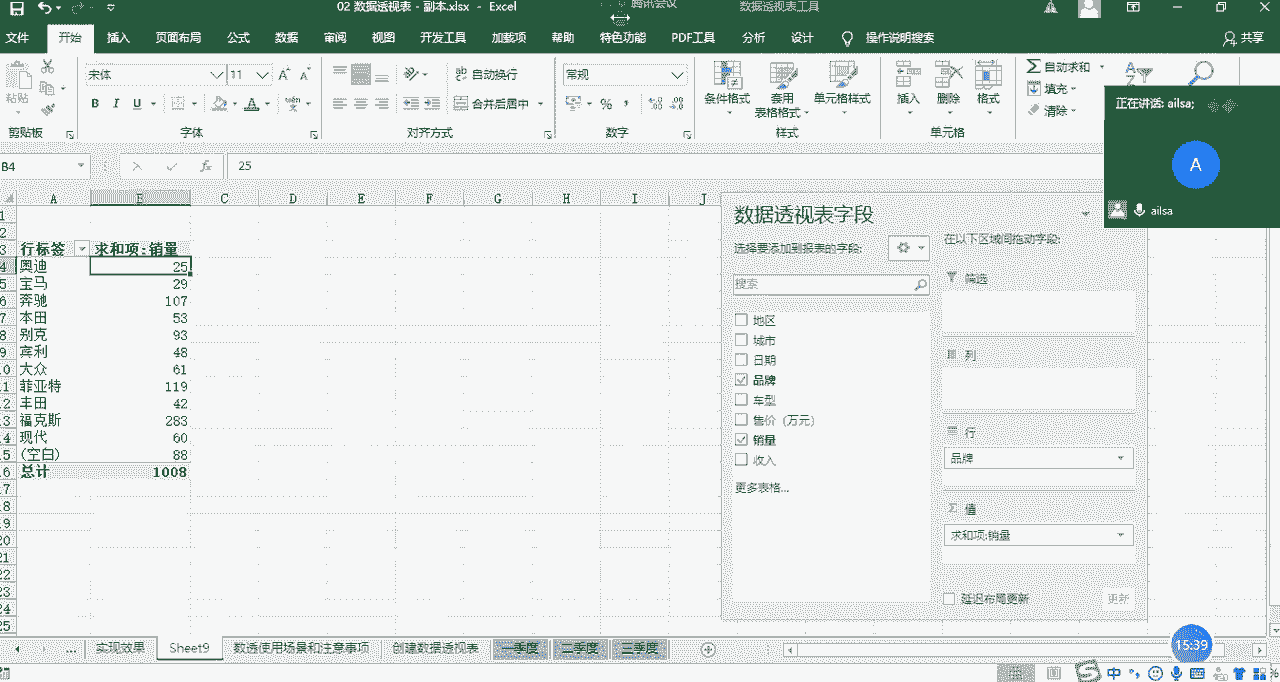 02 数据透视表 - 副本.xlsx - Excel
腾讯会议
数据透视表工具
文件 开始 插入 页面布局 公式 数据 审阅 视图 开发工具 加载项 帮助 特色功能 PDF工具 分析 设计 操作说明搜索 共享
宋体 11
自动换行
常规
自动求和
粘贴
B I U
合并后居中
条件格式 套用 单元格样式 插入 删除 格式
表格格式
填充
清除
剪贴板 字体 对齐方式 数字 样式 单元格
正在讲话: ailsa;
A
ailsa
B4 fx 25
A B C D E F G H I J
1
2
3 行标签 求和项:销量
4 奥迪 25
5 宝马 29
6 奔驰 107
7 本田 53
8 别克 93
9 宾利 48
10 大众 61
11 菲亚特 119
12 丰田 42
13 福克斯 283
14 现代 60
15 (空白) 88
16 总计 1008
17
18
19
20
21
22
23
24
25
数据透视表字段
选择要添加到报表的字段:
搜索
地区
城市
日期
品牌
车型
售价（万元）
销量
收入
更多表格...
在以下区域间拖动字段:
筛选
列
行
品牌
Σ 值
求和项:销量
延迟布局更新 更新
... 实现效果 Sheet9 数透使用场景和注意事项 创建数据透视表 一季度 二季度 三季度
15:39
中